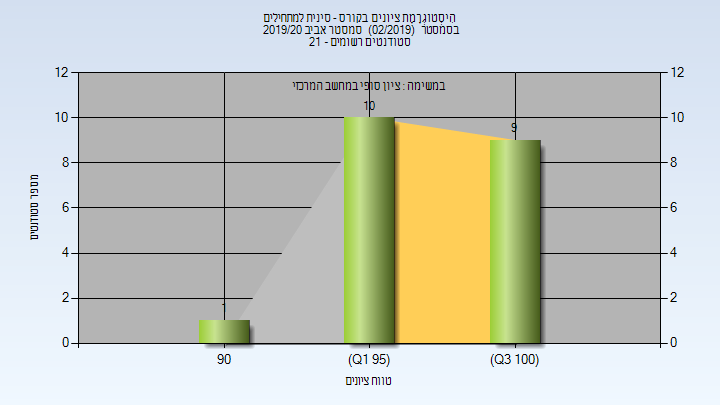 היסטוגרמת ציונים בקורס - סינית למתחילים
בסמסטר (02/2019) סמסטר אביב 2019/20
סטודנטים רשומים - 21
במשימה : ציון סופי במחשב המרכזי
12 12
10 10
8 8
6 6
4 4
2 2
0 0
1
10
9
מספר סטודנטים
90 (Q1 95) (Q3 100)
טווח ציונים